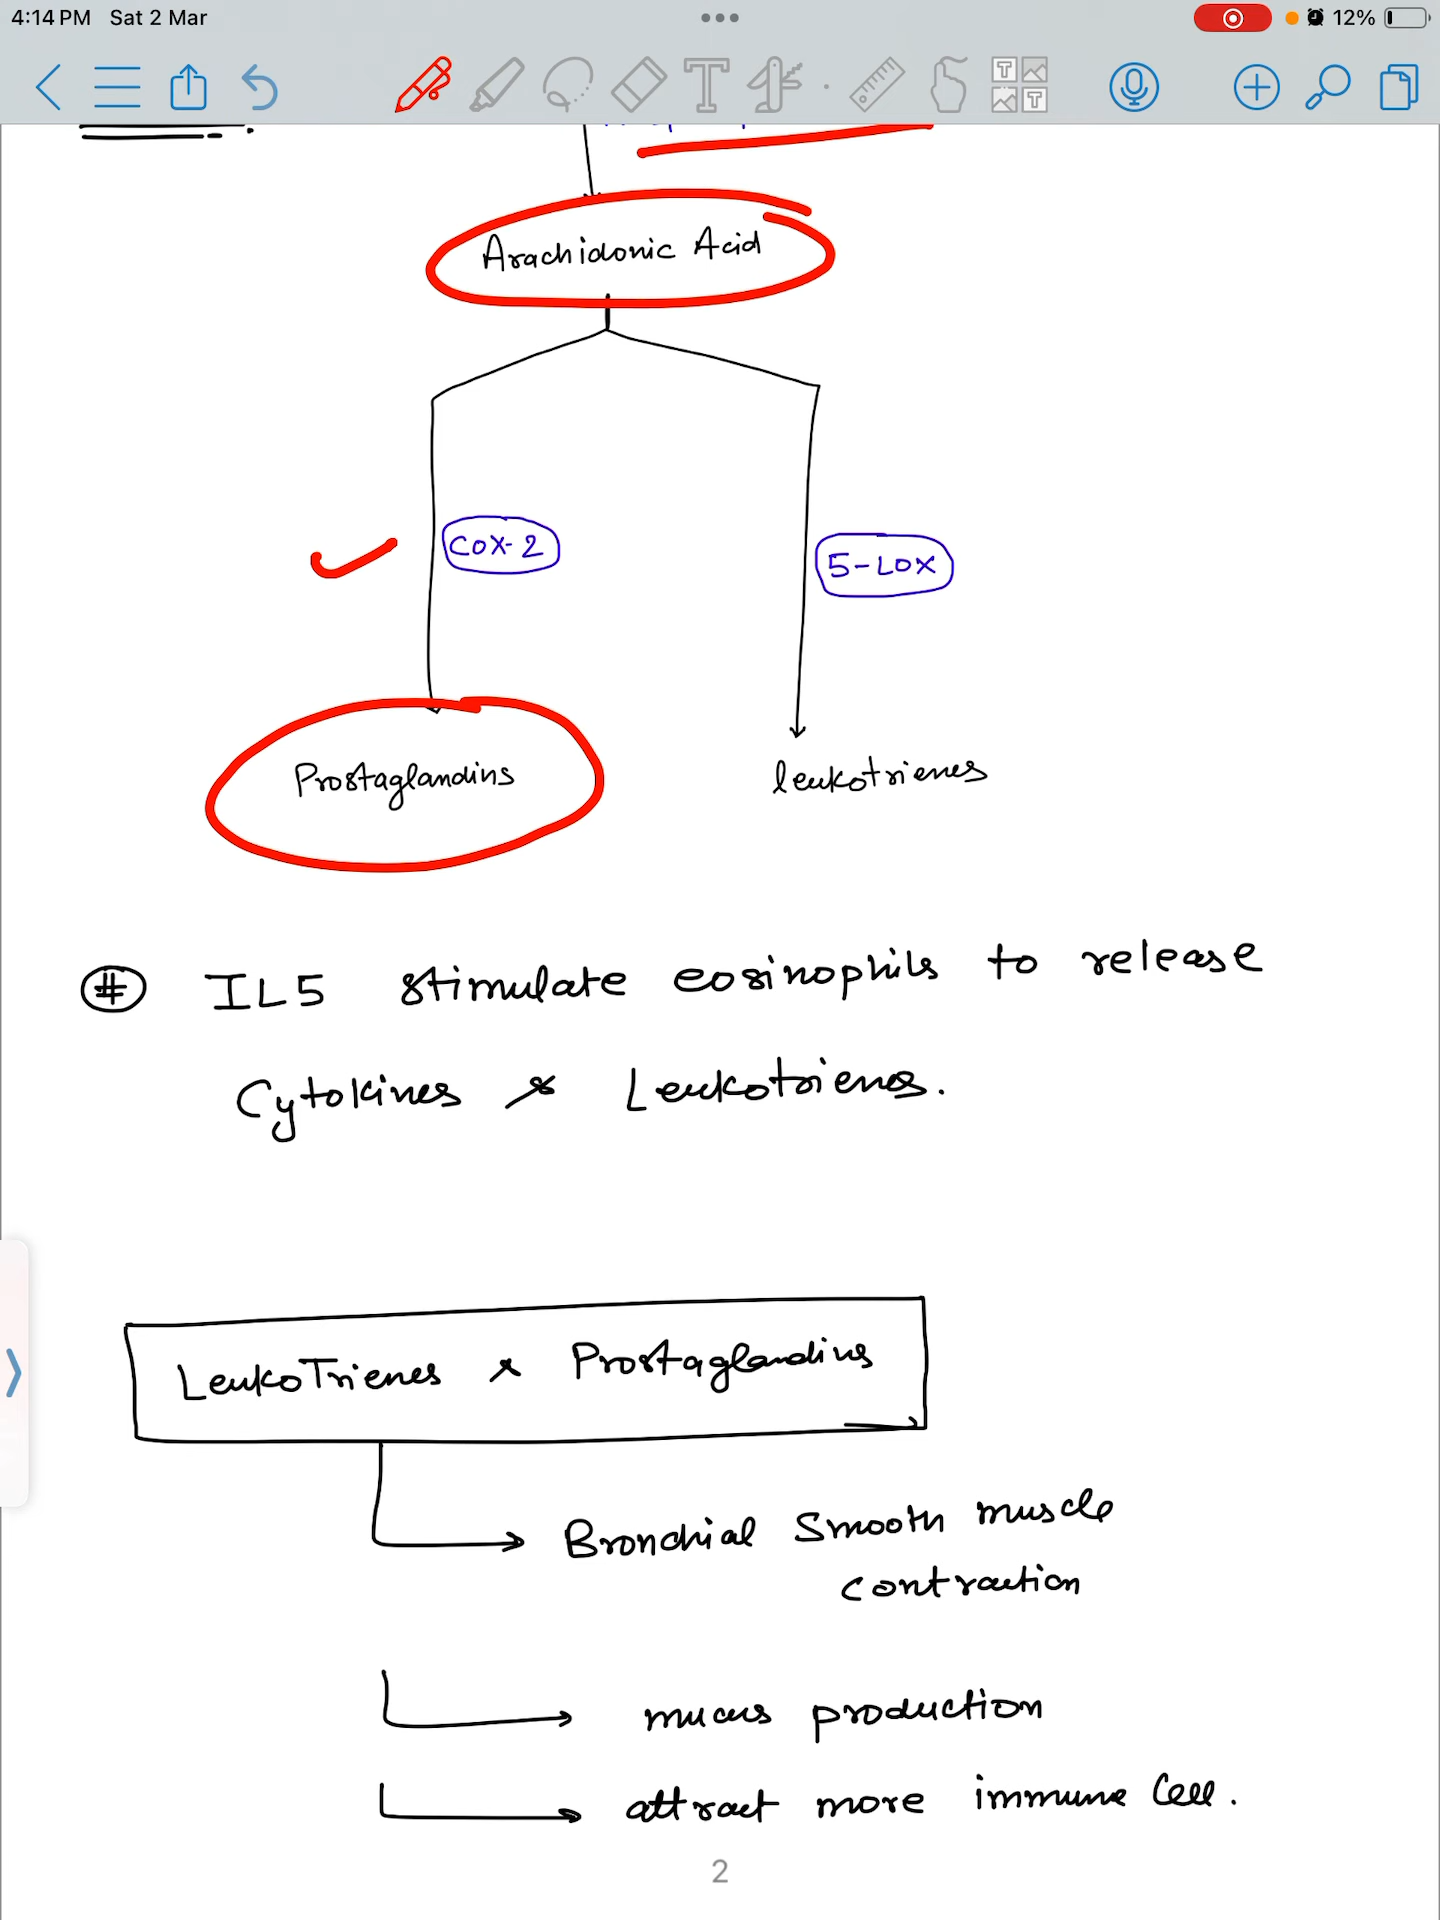 4:14 PM Sat 2 Mar
12%
Arachidonic Acid
COX-2
5-LOX
Prostaglandins
leukotrienes
# IL5 stimulate eosinophils to release
Cytokines & Leukotrienes.
LeukoTrienes & Prostaglandins
Bronchial Smooth muscle
contraction
mucus production
attract more immune Cell.
2